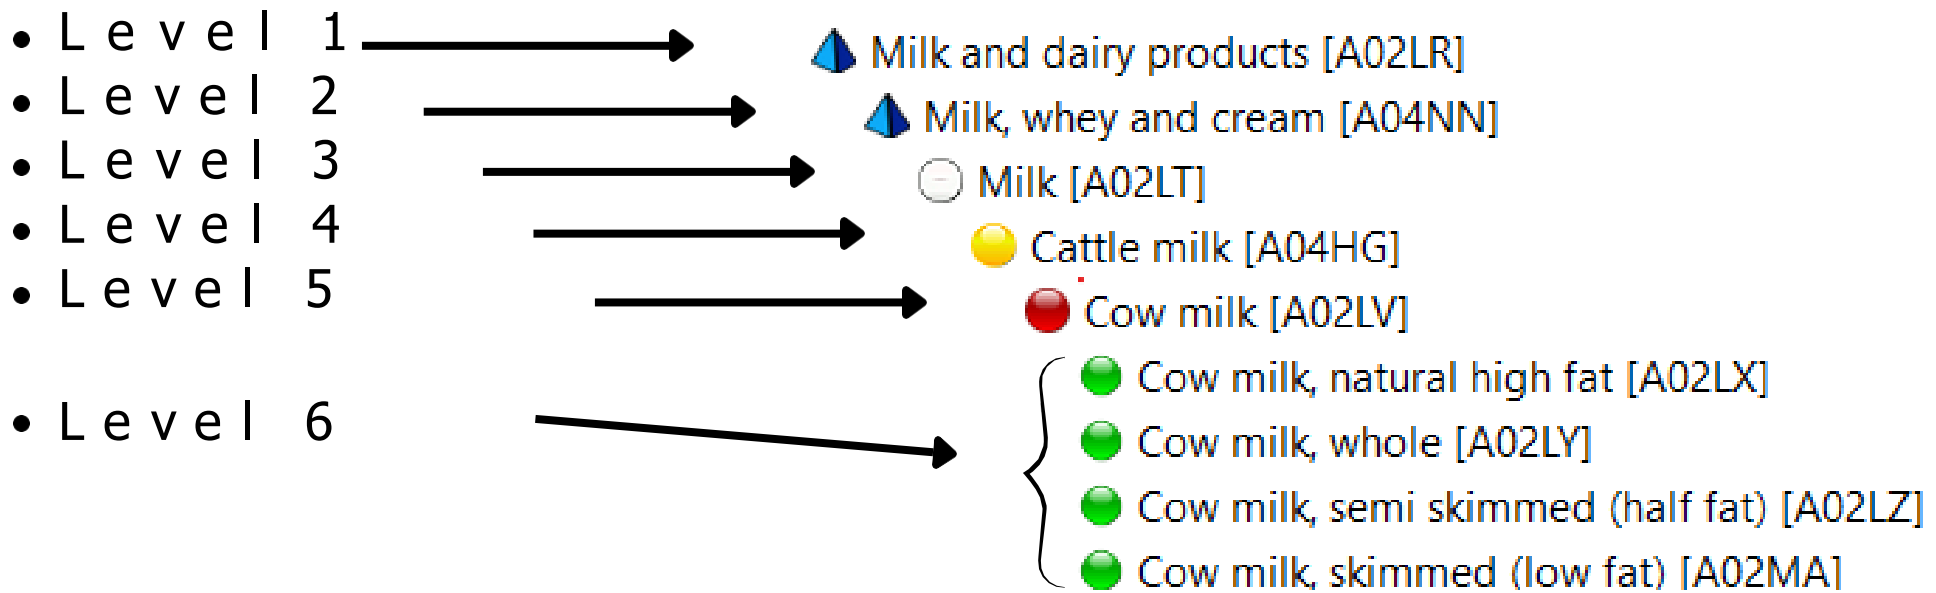 • Level 1 Milk and dairy products [A02LR]
• Level 2 Milk, whey and cream [A04NN]
• Level 3 Milk [A02LT]
• Level 4 Cattle milk [A04HG]
• Level 5 Cow milk [A02LV]
Cow milk, natural high fat [A02LX]
• Level 6 Cow milk, whole [A02LY]
Cow milk, semi skimmed (half fat) [A02LZ]
Cow milk, skimmed (low fat) [A02MA]